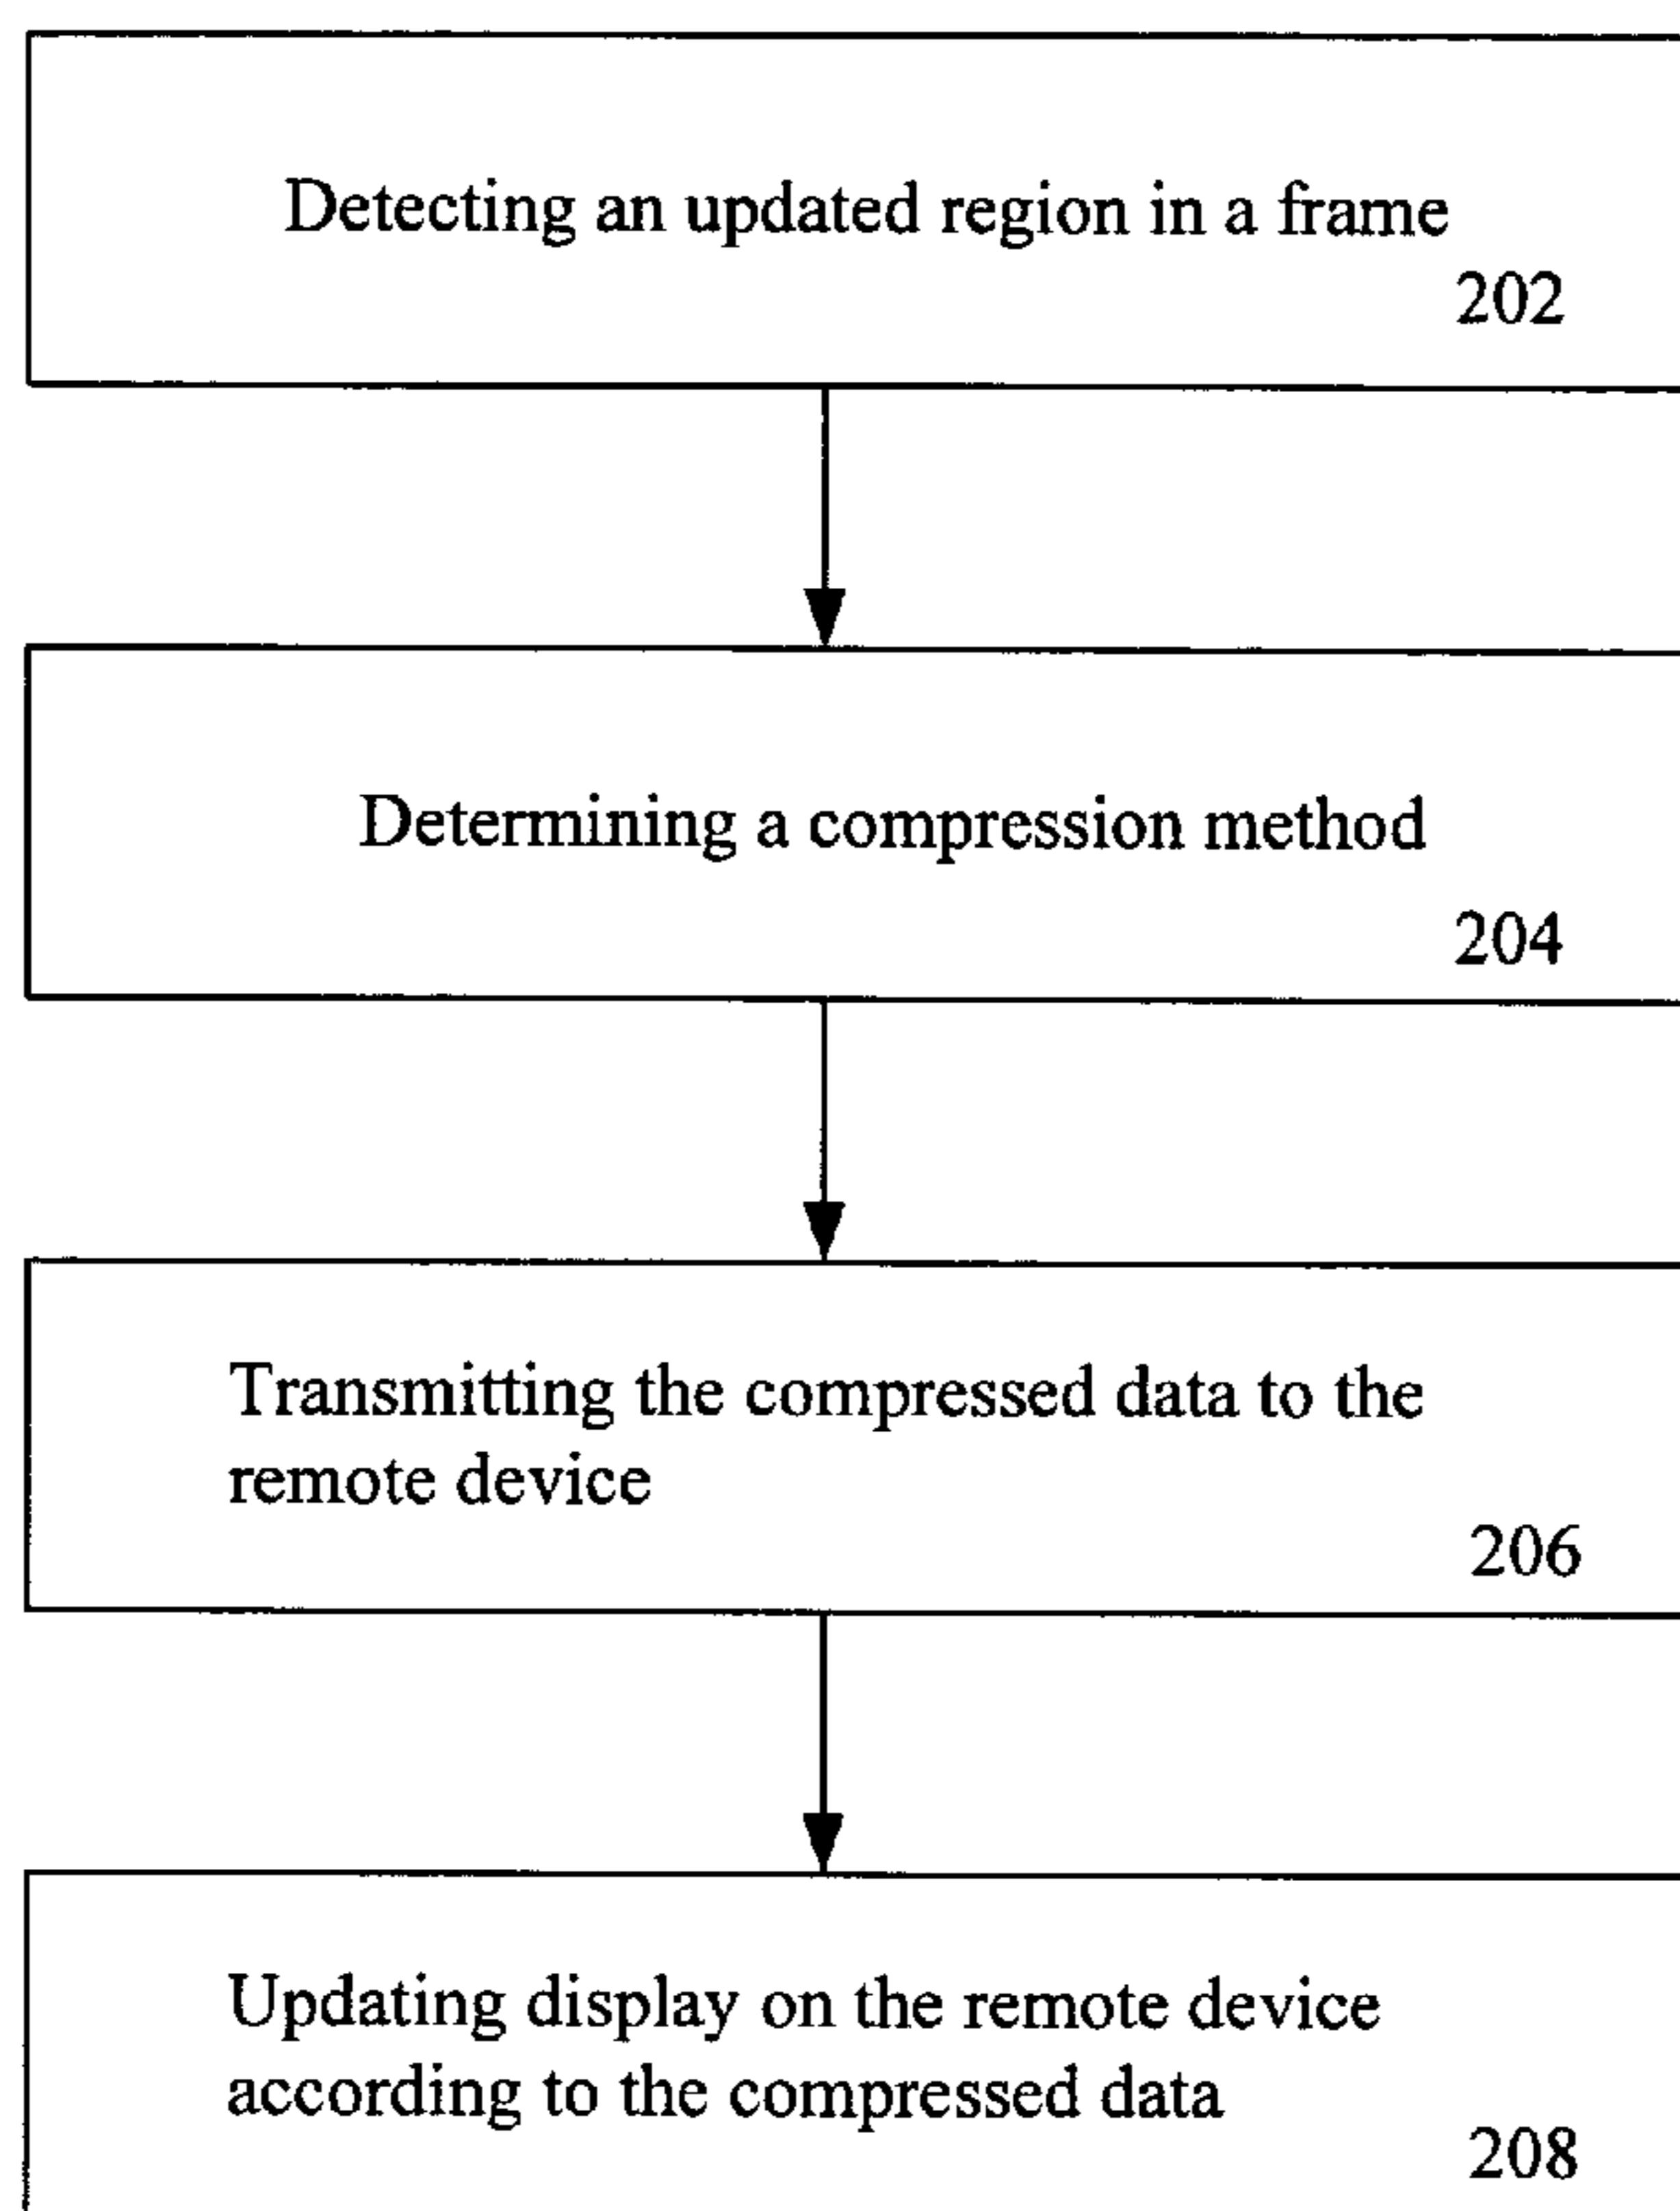 Detecting an updated region in a frame
202
Determining a compression method
204
Transmitting the compressed data to the
remote device
206
Updating display on the remote device
according to the compressed data
208